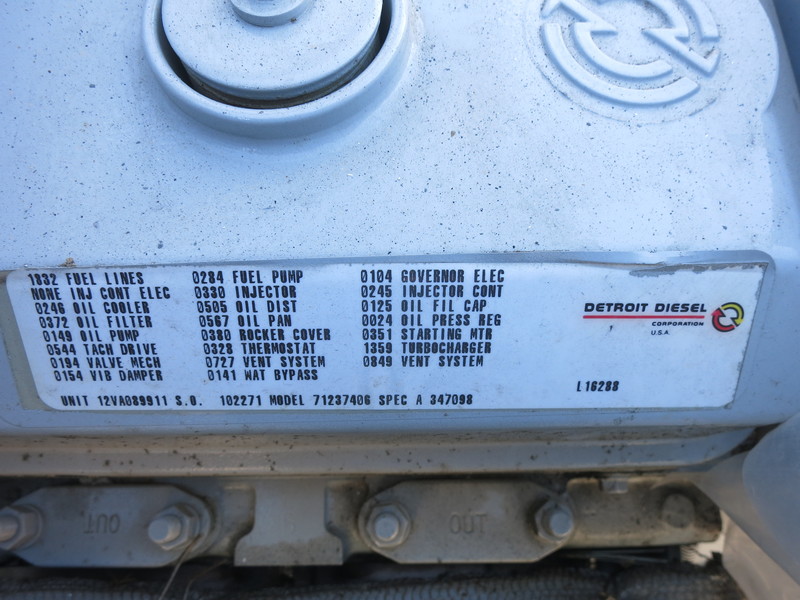 1832 FUEL LINES 0284 FUEL PUMP 0104 GOVERNOR ELEC
NONE INJ CONT ELEC 0330 INJECTOR 0245 INJECTOR CONT
0246 OIL COOLER 0505 OIL DIST 0125 OIL FIL CAP
0372 OIL FILTER 0567 OIL PAN 0024 OIL PRESS REG
0149 OIL PUMP 0380 ROCKER COVER 0351 STARTING MTR
0544 TACH DRIVE 0328 THERMOSTAT 1359 TURBOCHARGER
0194 VALVE MECH 0727 VENT SYSTEM 0849 VENT SYSTEM
0154 VIB DAMPER 0141 WAT BYPASS
DETROIT DIESEL
CORPORATION
U.S.A.
L16288
UNIT 12VA089911 S.O. 102271 MODEL 71237406 SPEC A 347098
OUT OUT